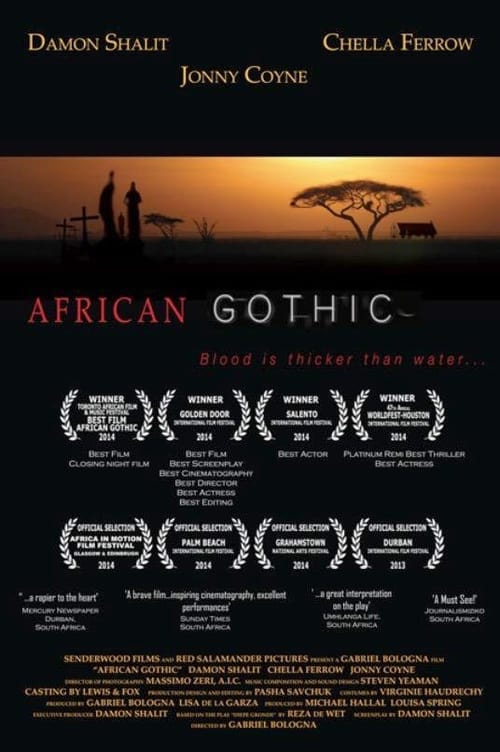 DAMON SHALIT CHELLA FERROW
JONNY COYNE
AFRICAN GOTHIC
Blood is thicker than water...
WINNER
TORONTO AFRICAN FILM
& MUSIC FESTIVAL
BEST FILM
AFRICAN GOTHIC
2014
BEST FILM
CLOSING NIGHT FILM
WINNER
GOLDEN DOOR
INTERNATIONAL FILM FESTIVAL
2014
BEST FILM
BEST SCREENPLAY
BEST CINEMATOGRAPHY
BEST DIRECTOR
BEST ACTRESS
BEST EDITING
WINNER
SALENTO
INTERNATIONAL FILM FESTIVAL
2014
BEST ACTOR
WINNER
47th Annual
WORLDFEST-HOUSTON
INTERNATIONAL FILM FESTIVAL
2014
PLATINUM REMI BEST THRILLER
BEST ACTRESS
OFFICIAL SELECTION
AFRICA IN MOTION
FILM FESTIVAL
GLASGOW & EDINBURGH
2014
OFFICIAL SELECTION
PALM BEACH
INTERNATIONAL FILM FESTIVAL
2014
OFFICIAL SELECTION
GRAHAMSTOWN
NATIONAL ARTS FESTIVAL
2014
OFFICIAL SELECTION
DURBAN
INTERNATIONAL FILM FESTIVAL
2013
"...a rapier to the heart'
MERCURY NEWSPAPER
DURBAN,
SOUTH AFRICA
'A brave film...inspiring cinematography, excellent
performances'
SUNDAY TIMES
SOUTH AFRICA
'...a great interpretation
on the play'
UMHLANGA LIFE,
SOUTH AFRICA
'A Must See!'
JOURNALISMIZIKO
SOUTH AFRICA
SENDERWOOD FILMS AND RED SALAMANDER PICTURES PRESENT A GABRIEL BOLOGNA FILM
"AFRICAN GOTHIC" DAMON SHALIT CHELLA FERROW JONNY COYNE
DIRECTOR OF PHOTOGRAPHY MASSIMO ZERI, A.I.C. MUSIC COMPOSITION AND SOUND DESIGN STEVEN YEAMAN
CASTING BY LEWIS & FOX PRODUCTION DESIGN AND EDITING BY PASHA SAVCHUK COSTUMES BY VIRGINIE HAUDRECHY
PRODUCED BY GABRIEL BOLOGNA LISA DE LA GARZA PRODUCED BY MICHAEL HALLAL LOUISA SPRING
EXECUTIVE PRODUCER DAMON SHALIT BASED ON THE PLAY "DIEPE GRONDE" BY REZA DE WET SCREENPLAY BY DAMON SHALIT
DIRECTED BY GABRIEL BOLOGNA